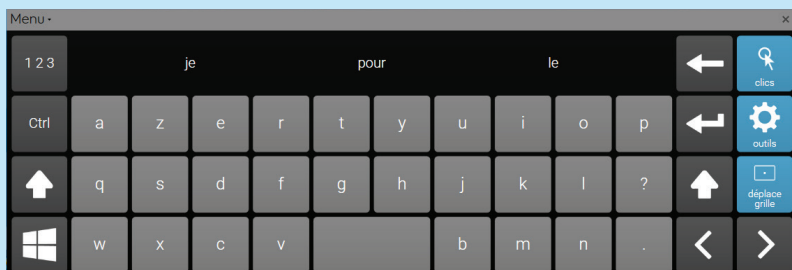 Menu
×
1 2 3 je pour le
clics
Ctrl a z e r t y u i o p
outils
q s d f g h j k l ?
déplace
grille
w x c v b m n .